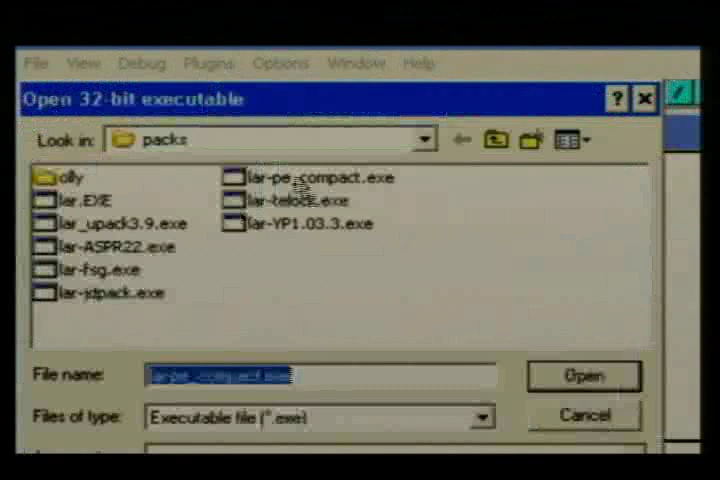 File View Debug Plugins Options Window Help
Open 32-bit executable
Look in: packs
olly
lar.EXE
lar_upack3.9.exe
lar-ASPR22.exe
lar-fsg.exe
lar-jdpack.exe
lar-pe_compact.exe
lar-telock.exe
lar-YP1.03.3.exe
File name: lar-pe_compact.exe
Open
Files of type: Executable file (*.exe)
Cancel